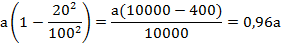 a(1 − 20²/100²) = a(10000 − 400)/10000 = 0,96a